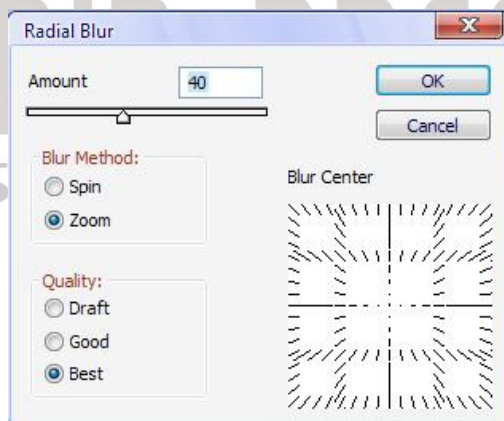 Radial Blur
Amount 40
OK
Cancel
Blur Method:
Spin
Zoom
Blur Center
Quality:
Draft
Good
Best